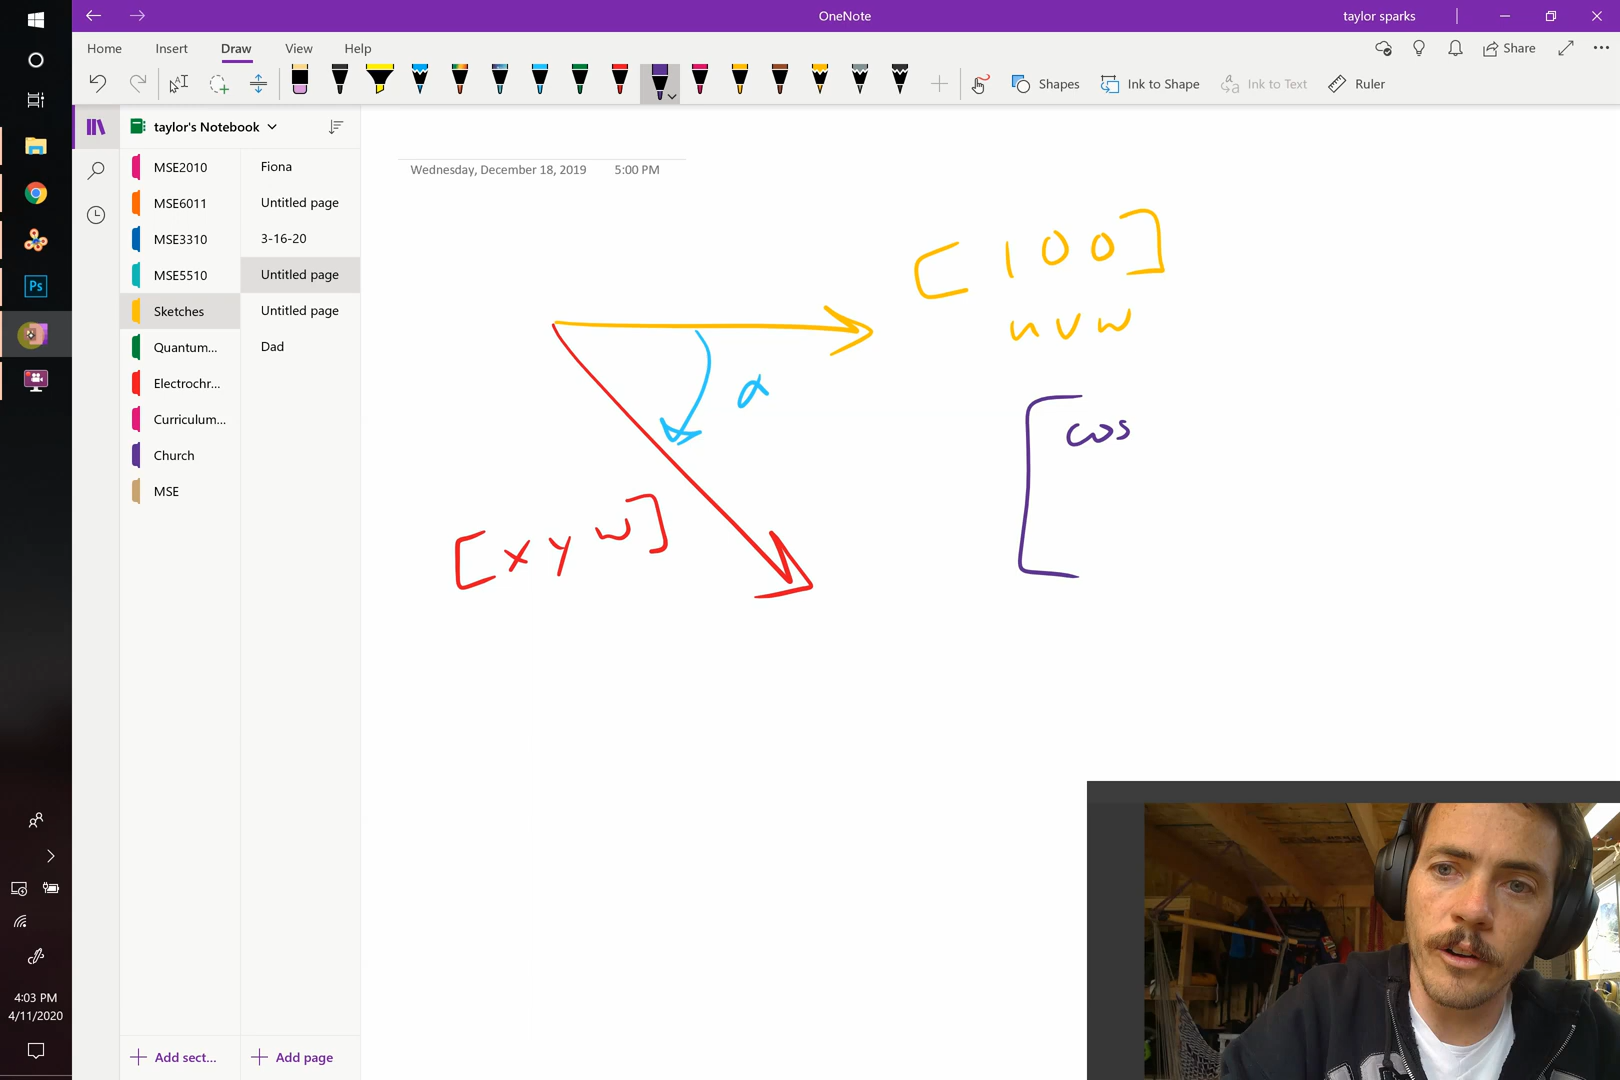 OneNote
taylor sparks
Home Insert Draw View Help
Share
Shapes
Ink to Shape
Ink to Text
Ruler
taylor's Notebook
MSE2010
MSE6011
MSE3310
MSE5510
Sketches
Quantum...
Electrochr...
Curriculum...
Church
MSE
Fiona
Untitled page
3-16-20
Untitled page
Untitled page
Dad
Wednesday, December 18, 2019 5:00 PM
[ 1 0 0 ]
u v w
α
[ cos
[ x y w ]
Ps
4:03 PM
4/11/2020
+ Add sect...
+ Add page